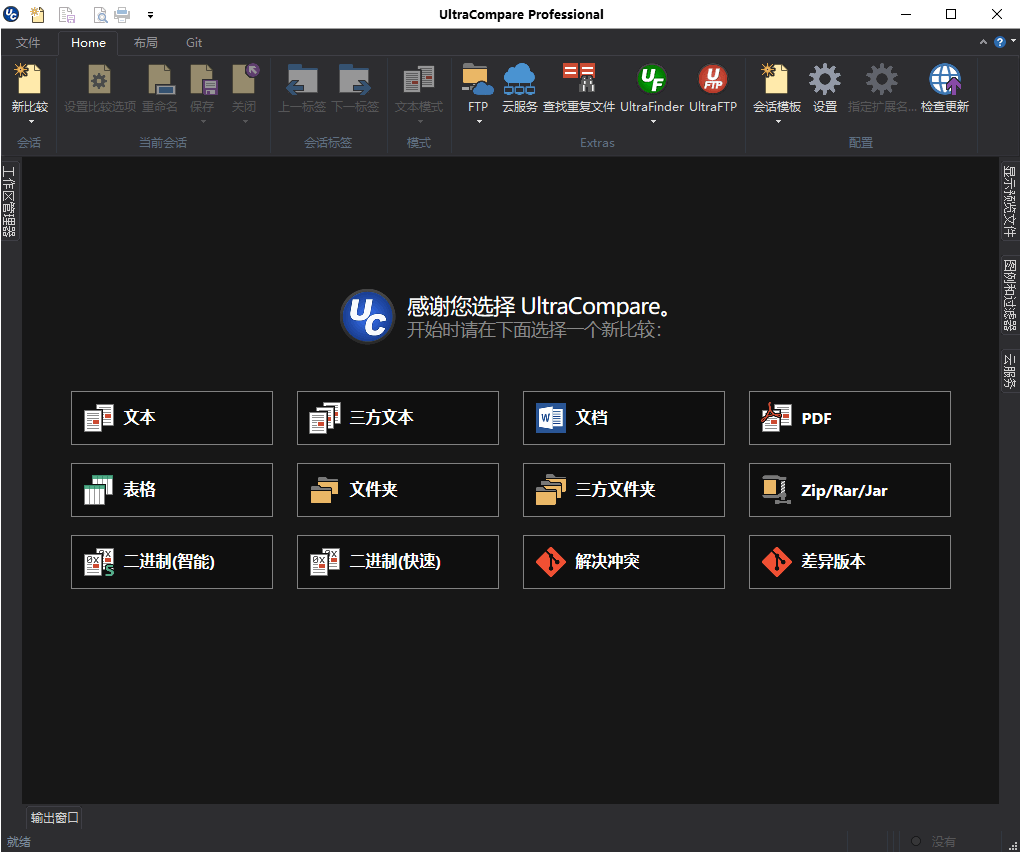 UltraCompare Professional
文件 Home 布局 Git
新比较 设置比较选项 重命名 保存 关闭 上一标签 下一标签 文本模式 FTP 云服务 查找重复文件 UltraFinder UltraFTP 会话模板 设置 指定扩展名... 检查更新
会话 当前会话 会话标签 模式 Extras 配置
工作区管理器
显示预览文件
图例和过滤器
云服务
感谢您选择 UltraCompare。
开始时请在下面选择一个新比较：
文本 三方文本 文档 PDF
表格 文件夹 三方文件夹 Zip/Rar/Jar
二进制(智能) 二进制(快速) 解决冲突 差异版本
输出窗口
就绪 没有